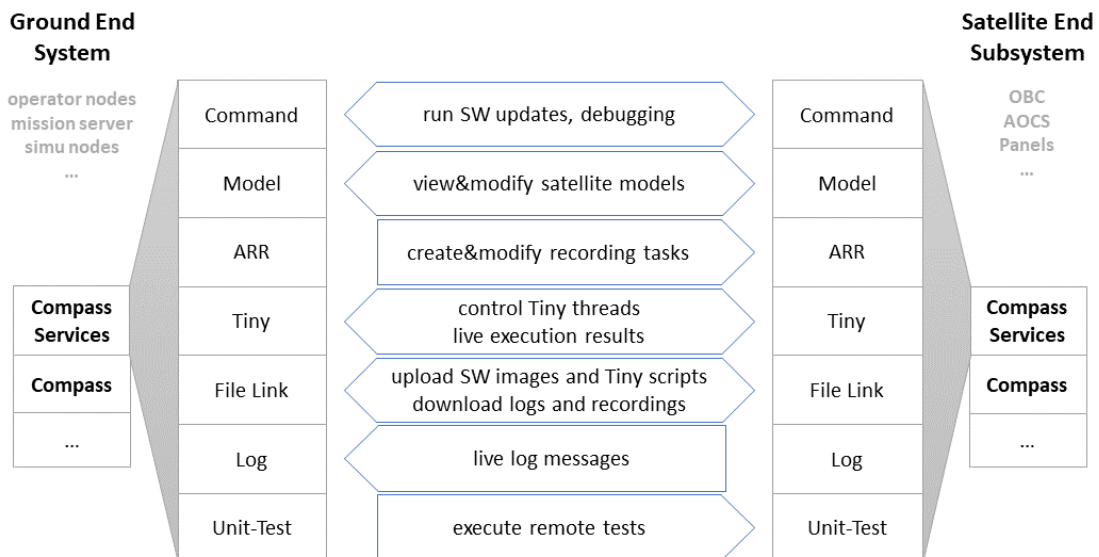 Ground End
System
operator nodes
mission server
simu nodes
...
Compass
Services
Compass
...
Command
Model
ARR
Tiny
File Link
Log
Unit-Test
run SW updates, debugging
view&modify satellite models
create&modify recording tasks
control Tiny threads
live execution results
upload SW images and Tiny scripts
download logs and recordings
live log messages
execute remote tests
Command
Model
ARR
Tiny
File Link
Log
Unit-Test
Satellite End
Subsystem
OBC
AOCS
Panels
...
Compass
Services
Compass
...